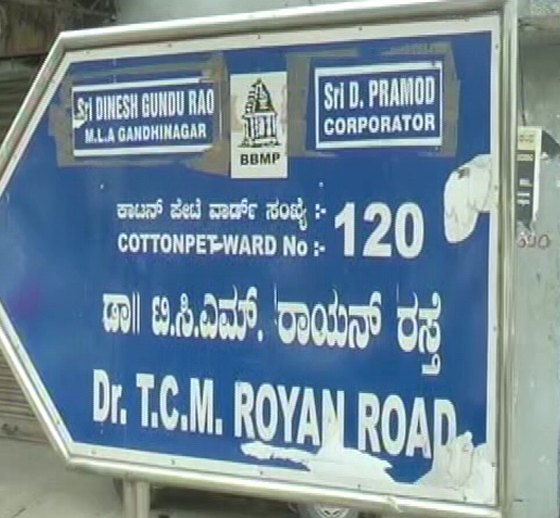 Sri DINESH GUNDU RAO
M.L.A GANDHINAGAR
BBMP
Sri D. PRAMOD
CORPORATOR
ಕಾಟನ್ ಪೇಟೆ ವಾರ್ಡ್ ಸಂಖ್ಯೆ :- 120
COTTONPET-WARD No :-
ಡಾ|| ಟಿ.ಸಿ.ಎಮ್. ರಾಯನ್ ರಸ್ತೆ
Dr. T.C.M. ROYAN ROAD